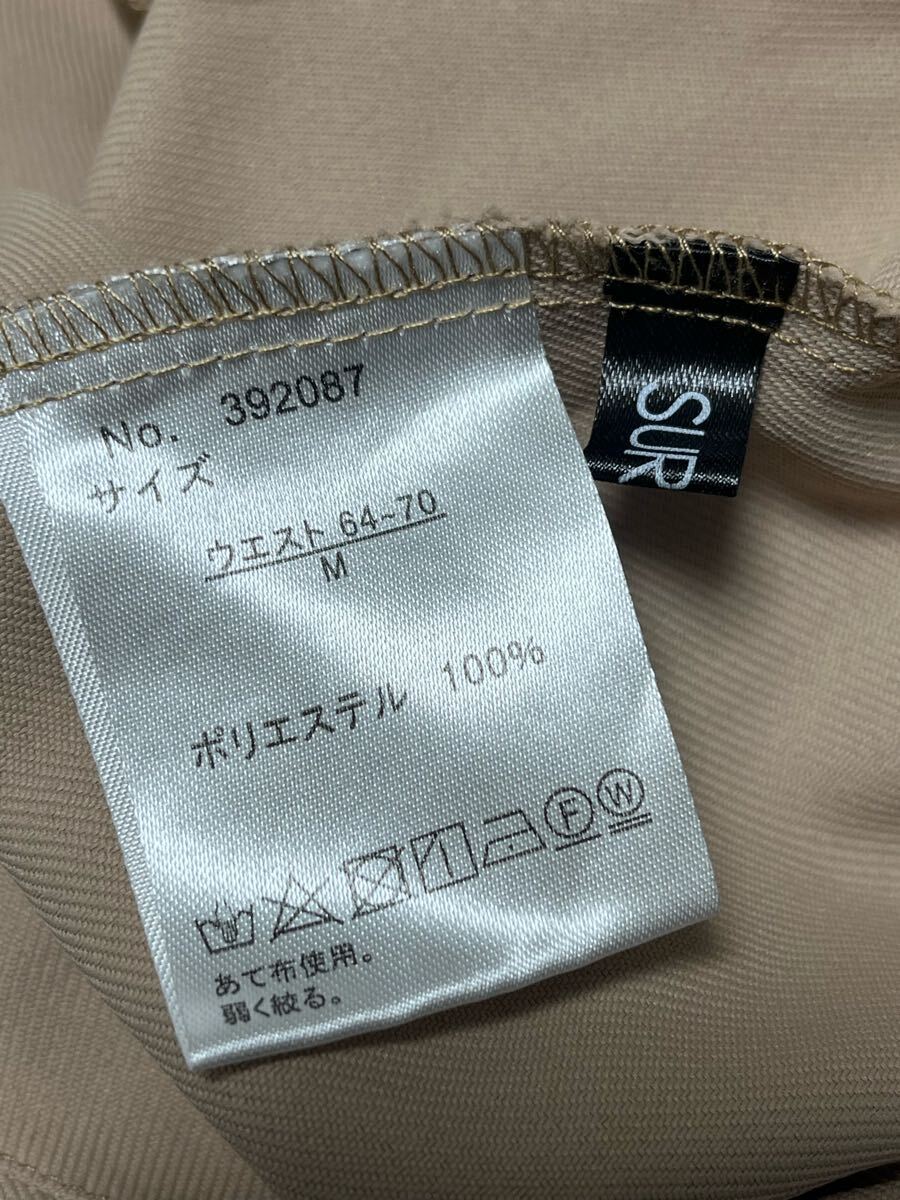 No. 392087
サイズ
ウエスト 64~70
M
ポリエステル 100%
F W
あて布使用。
弱く絞る。
SUR